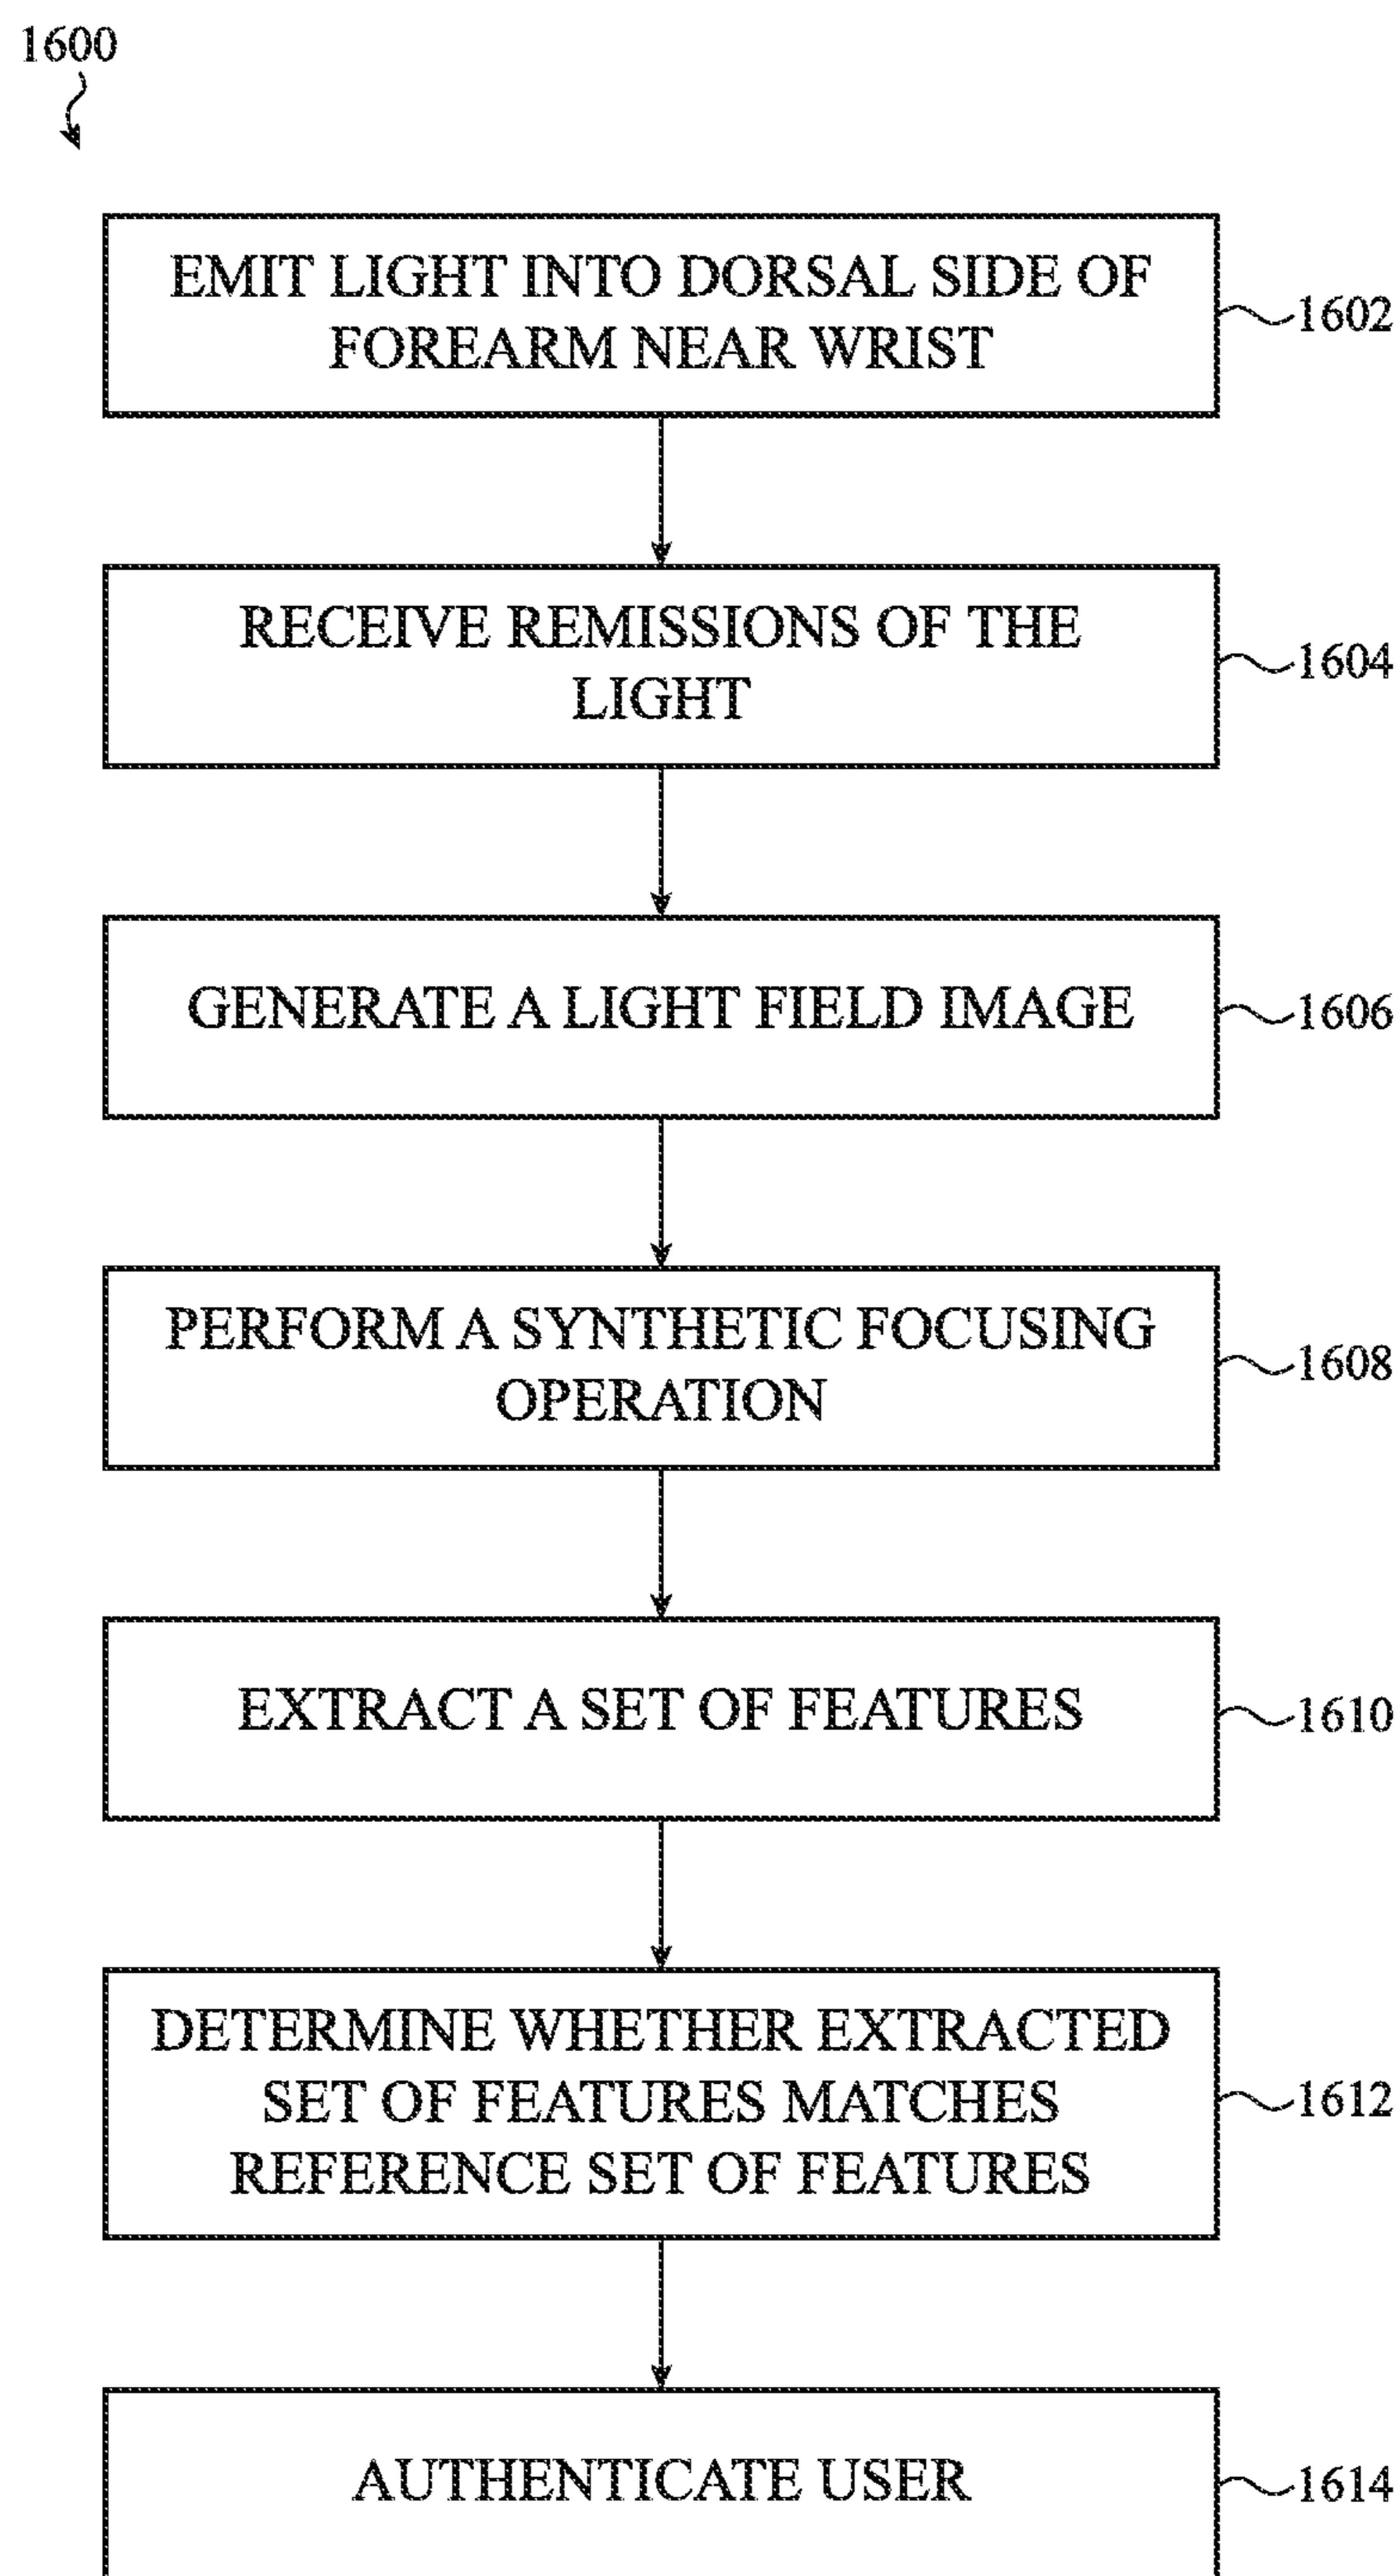 1600
EMIT LIGHT INTO DORSAL SIDE OF
FOREARM NEAR WRIST
1602
RECEIVE REMISSIONS OF THE
LIGHT
1604
GENERATE A LIGHT FIELD IMAGE
1606
PERFORM A SYNTHETIC FOCUSING
OPERATION
1608
EXTRACT A SET OF FEATURES
1610
DETERMINE WHETHER EXTRACTED
SET OF FEATURES MATCHES
REFERENCE SET OF FEATURES
1612
AUTHENTICATE USER
1614